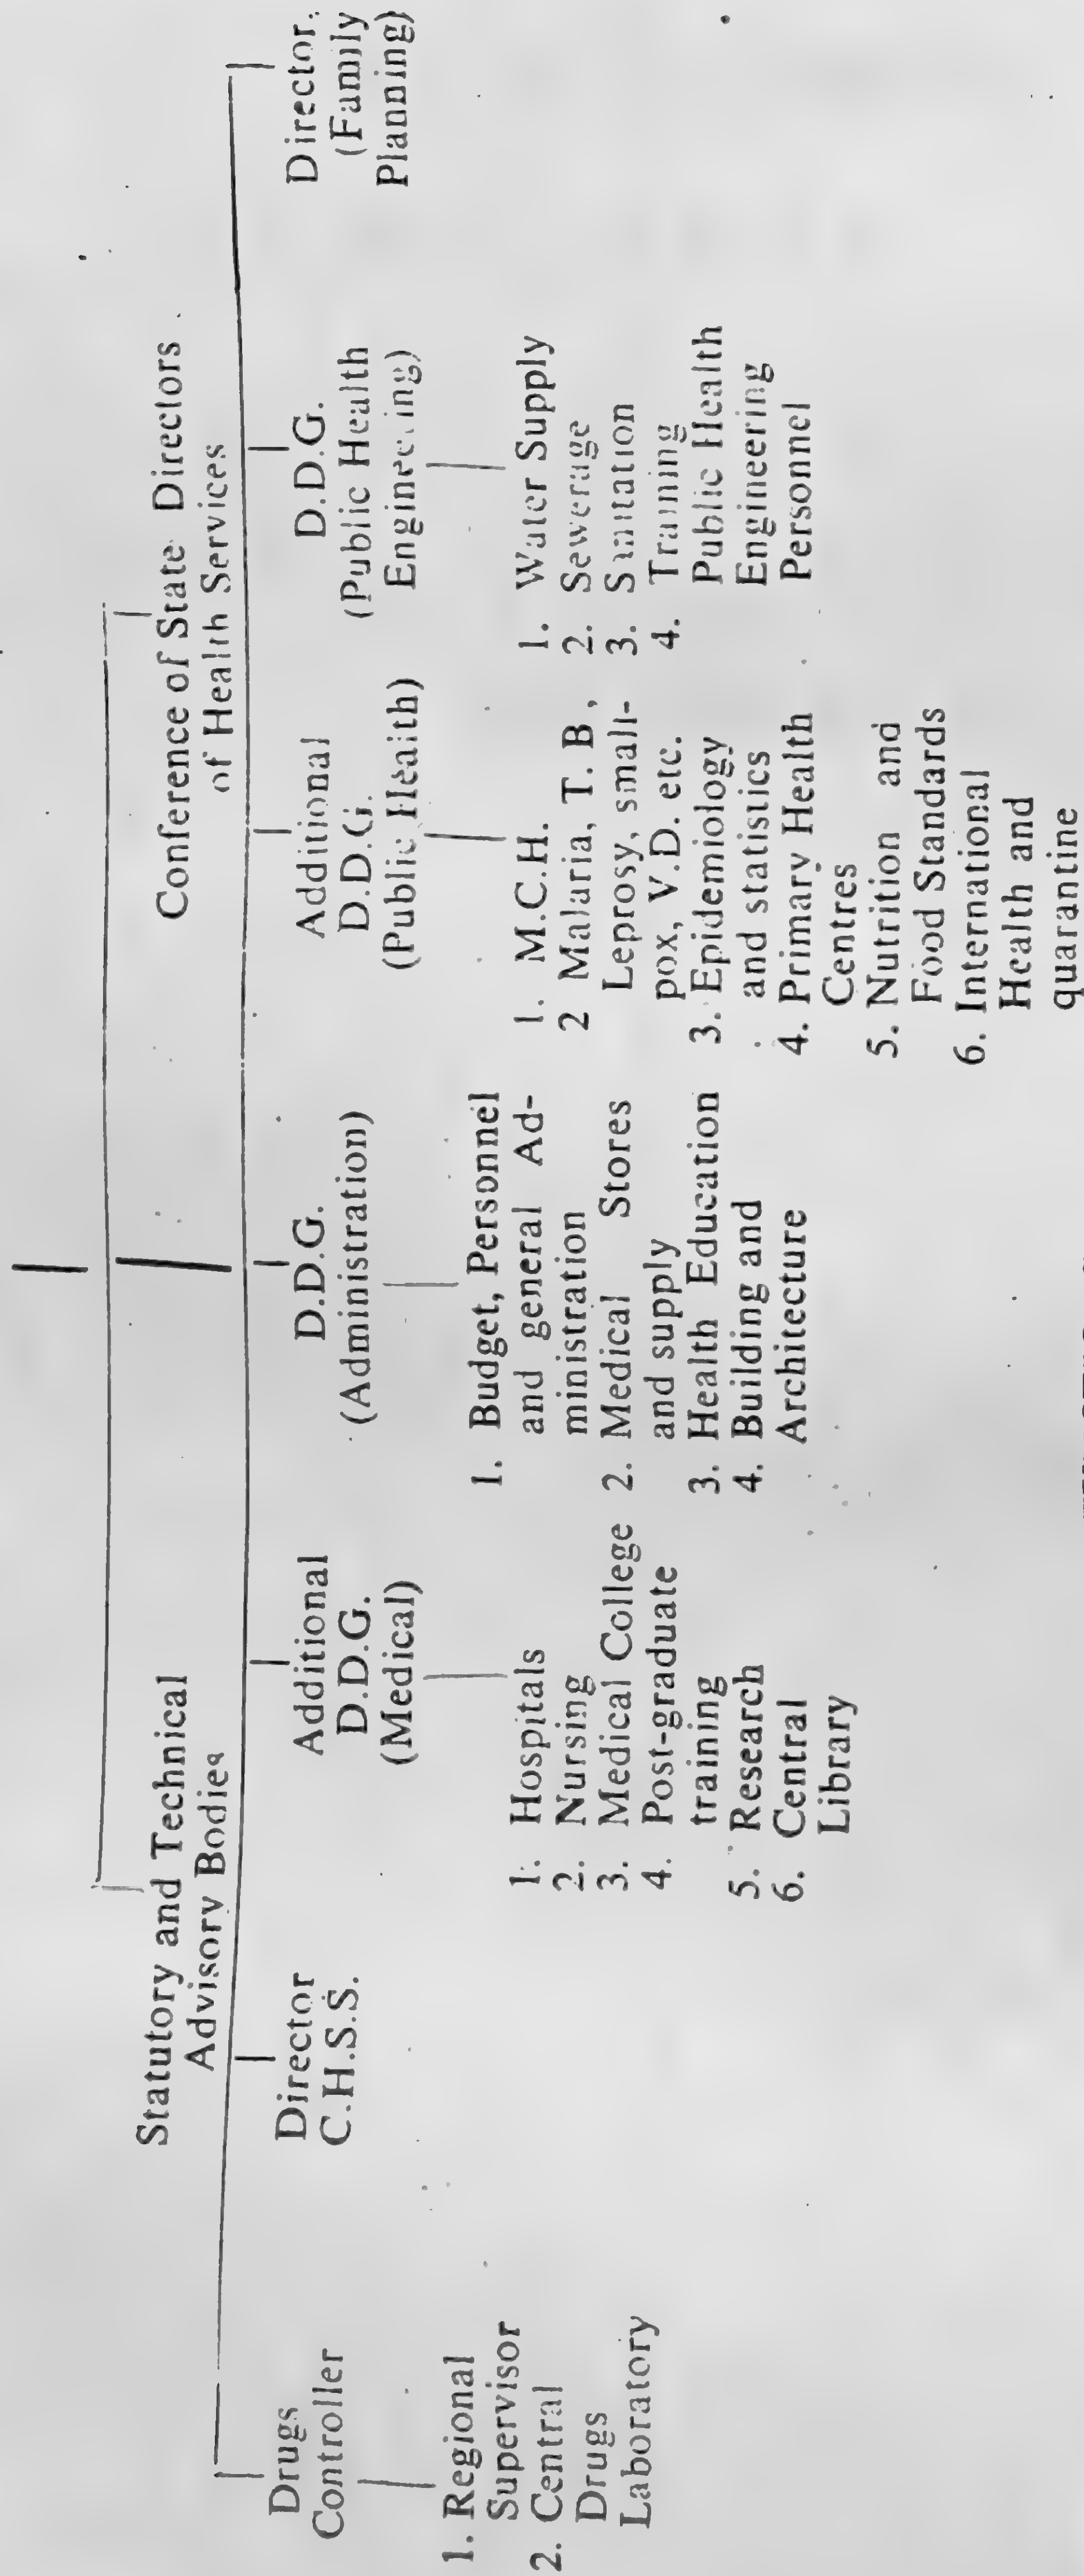 Statutory and Technical
Advisory Bodies
Conference of State Directors
of Health Services
Drugs
Controller
1. Regional
Supervisor
2. Central
Drugs
Laboratory
Director
C.H.S.S.
Additional
D.D.G.
(Medical)
1. Hospitals
2. Nursing
3. Medical College
4. Post-graduate
training
5. Research
6. Central
Library
D.D.G.
(Administration)
1. Budget, Personnel
and general Ad-
ministration
2. Medical Stores
and supply
3. Health Education
4. Building and
Architecture
Additional
D.D.G.
(Public Health)
1. M.C.H.
2 Malaria, T. B,
Leprosy, small-
pox, V.D. etc.
3. Epidemiology
and statistics
4. Primary Health
Centres
5. Nutrition and
Food Standards
6. International
Health and
quarantine
D.D.G.
(Public Health
Engineering)
1. Water Supply
2. Sewerage
3. Sanitation
4. Training
Public Health
Engineering
Personnel
Director.
(Family
Planning)